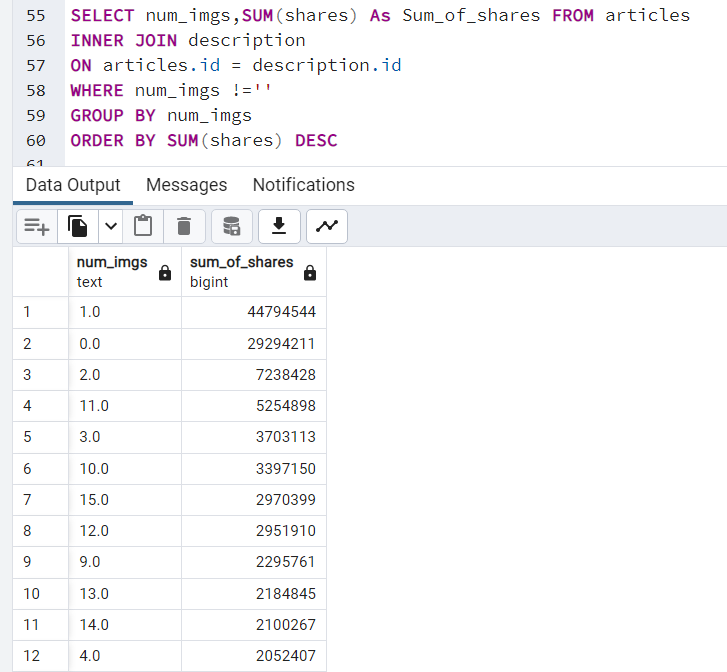 55 SELECT num_imgs,SUM(shares) As Sum_of_shares FROM articles
56 INNER JOIN description
57 ON articles.id = description.id
58 WHERE num_imgs !=''
59 GROUP BY num_imgs
60 ORDER BY SUM(shares) DESC
61
Data Output Messages Notifications
num_imgs sum_of_shares
text bigint
1 1.0 44794544
2 0.0 29294211
3 2.0 7238428
4 11.0 5254898
5 3.0 3703113
6 10.0 3397150
7 15.0 2970399
8 12.0 2951910
9 9.0 2295761
10 13.0 2184845
11 14.0 2100267
12 4.0 2052407